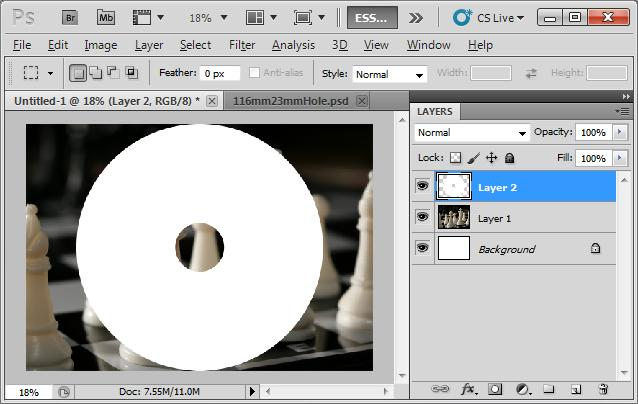 Ps Br Mb 18% ESS... CS Live
File Edit Image Layer Select Filter Analysis 3D View Window Help
Feather: 0 px Anti-alias Style: Normal Width: Height:
Untitled-1 @ 18% (Layer 2, RGB/8) * 116mm23mmHole.psd
LAYERS
Normal Opacity: 100%
Lock: Fill: 100%
Layer 2
Layer 1
Background
18% Doc: 7.55M/11.0M